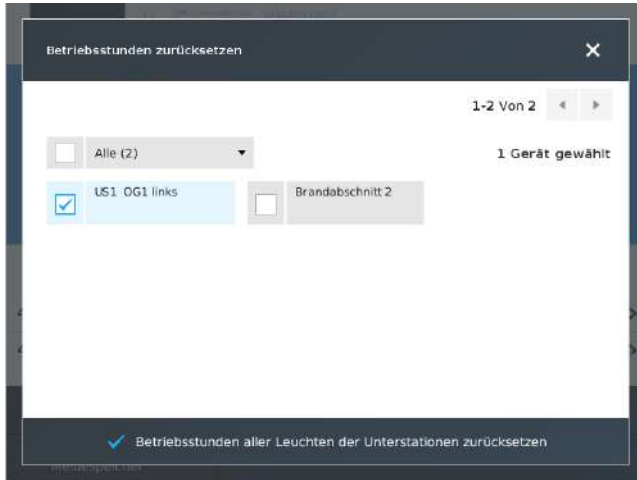 Betriebsstunden zurücksetzen
1-2 Von 2
Alle (2)
1 Gerät gewählt
US1 OG1 links
Brandabschnitt 2
Betriebsstunden aller Leuchten der Unterstationen zurücksetzen
Meldespeicher